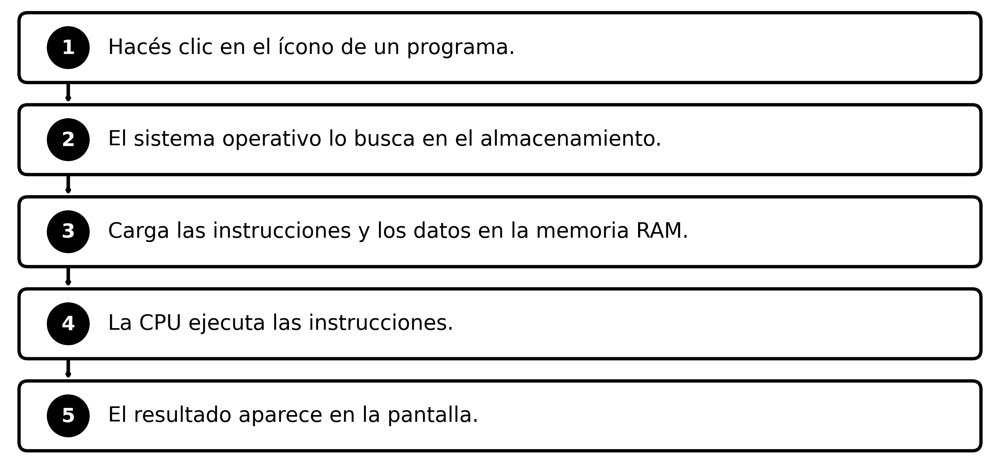 1 Hacés clic en el ícono de un programa.
2 El sistema operativo lo busca en el almacenamiento.
3 Carga las instrucciones y los datos en la memoria RAM.
4 La CPU ejecuta las instrucciones.
5 El resultado aparece en la pantalla.